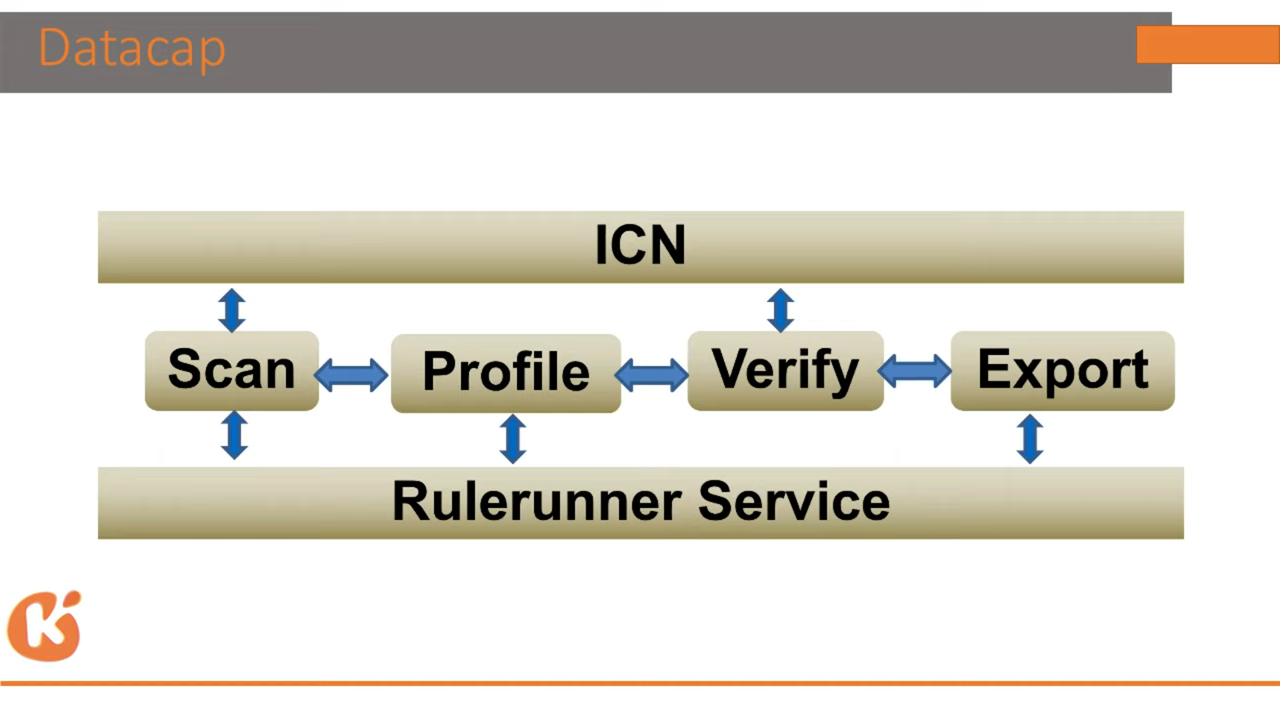 Datacap
ICN
Scan
Profile
Verify
Export
Rulerunner Service
K